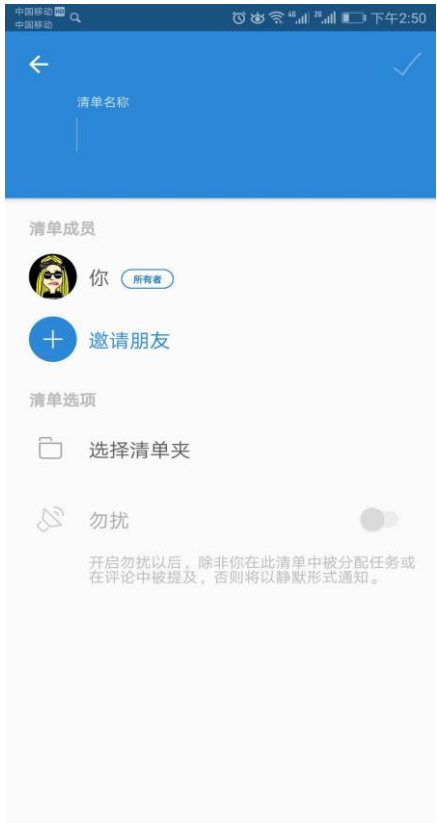 中国移动 HD
中国移动
4G 2G 下午2:50
清单名称
清单成员
你 所有者
邀请朋友
清单选项
选择清单夹
勿扰
开启勿扰以后，除非你在此清单中被分配任务或
在评论中被提及，否则将以静默形式通知。